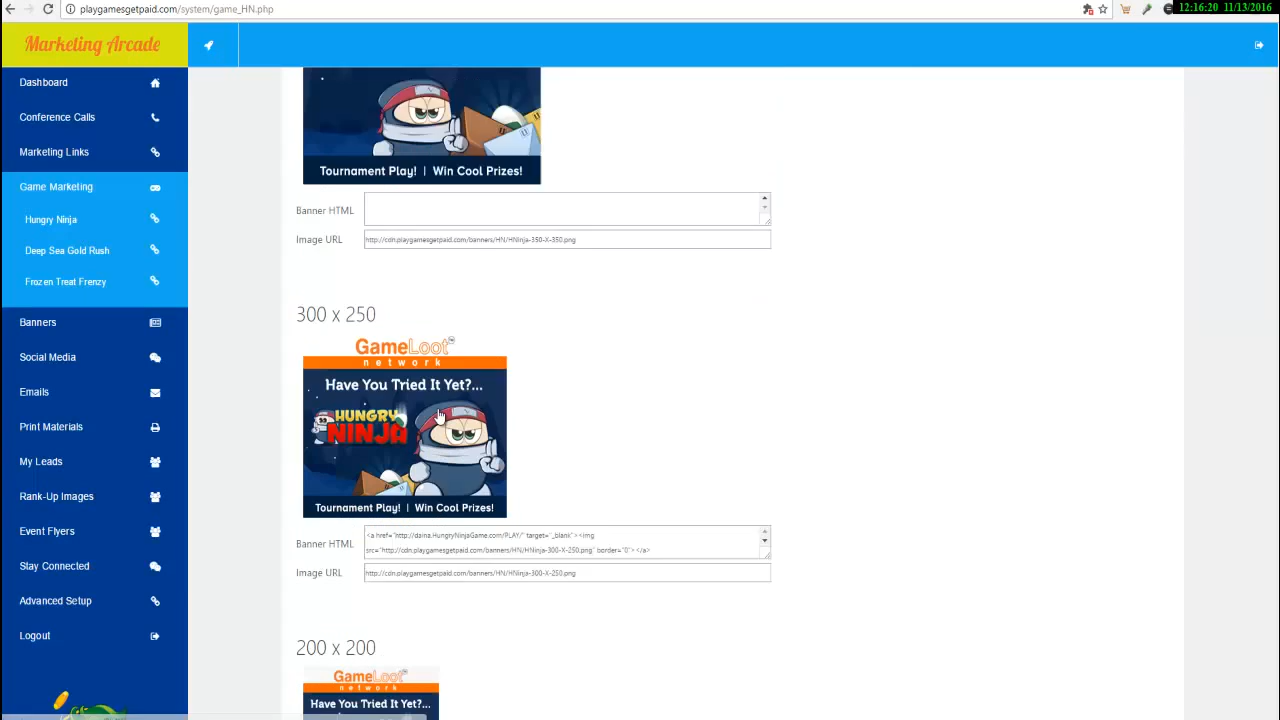 playgamesgetpaid.com/system/game_HN.php
12:16:20 11/13/2016
Marketing Arcade
Dashboard
Conference Calls
Marketing Links
Game Marketing
Hungry Ninja
Deep Sea Gold Rush
Frozen Treat Frenzy
Banners
Social Media
Emails
Print Materials
My Leads
Rank-Up Images
Event Flyers
Stay Connected
Advanced Setup
Logout
Tournament Play! | Win Cool Prizes!
Banner HTML
Image URL
http://cdn.playgamesgetpaid.com/banners/HN/HNinja-350-X-350.png
300 x 250
GameLoot™
network
Have You Tried It Yet?...
HUNGRY
NINJA
Tournament Play! | Win Cool Prizes!
Banner HTML
<a href="http://daina.HungryNinjaGame.com/PLAY/" target="_blank"><img
src="http://cdn.playgamesgetpaid.com/banners/HN/HNinja-300-X-250.png" border="0"></a>
Image URL
http://cdn.playgamesgetpaid.com/banners/HN/HNinja-300-X-250.png
200 x 200
GameLoot™
network
Have You Tried It Yet?...